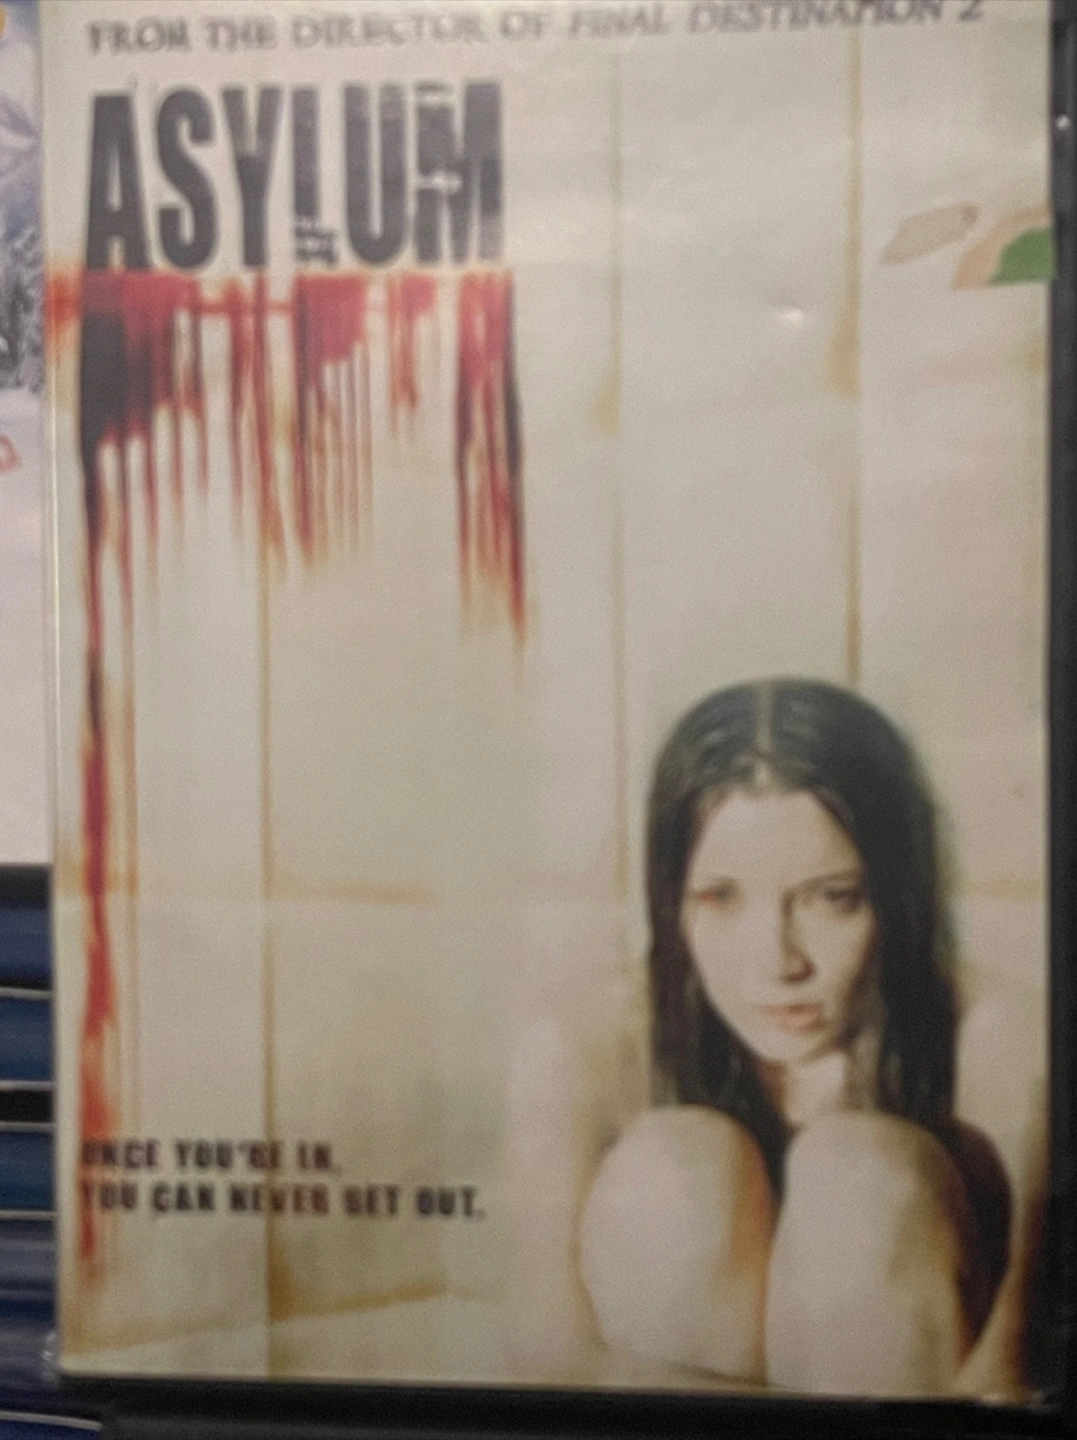 FROM THE DIRECTOR OF FINAL DESTINATION 2
ASYLUM
ONCE YOU'RE IN,
YOU CAN NEVER GET OUT.